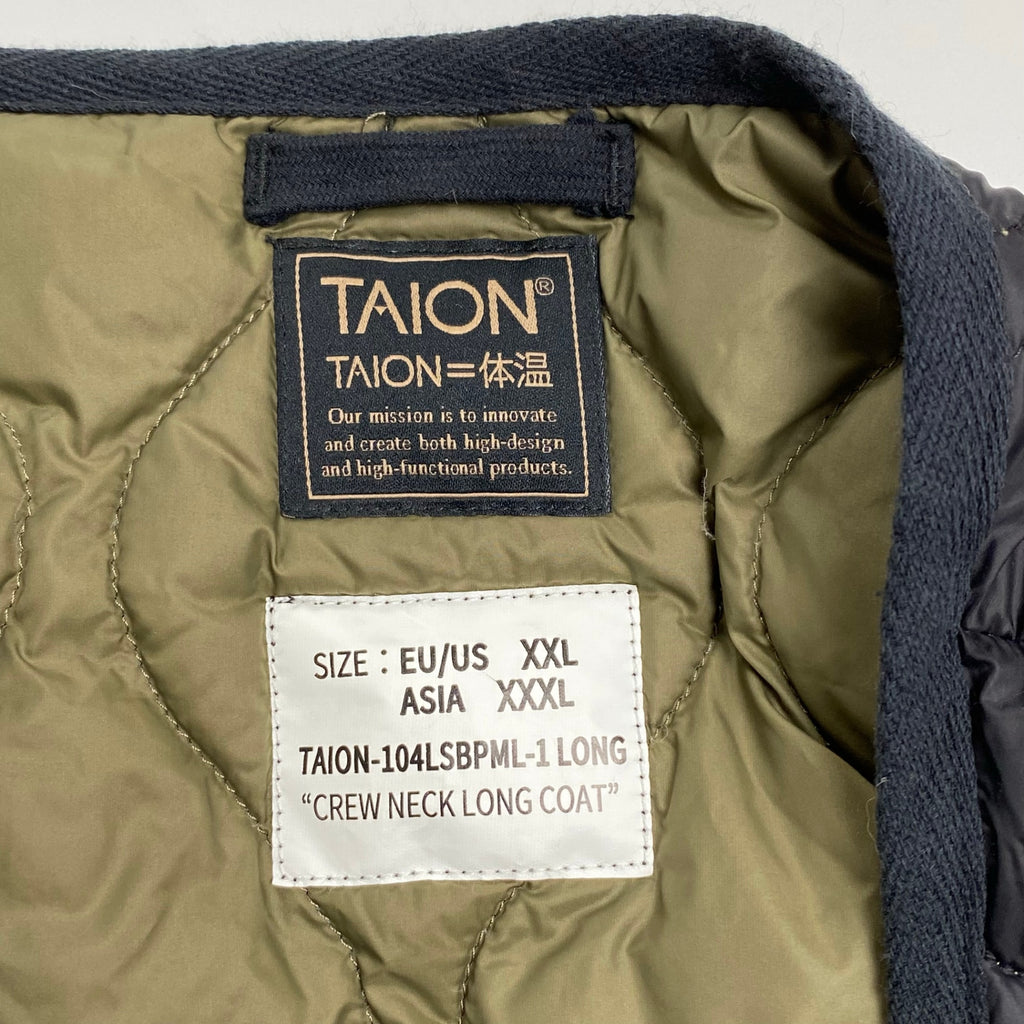 TAION®
TAION=体温
Our mission is to innovate
and create both high-design
and high-functional products.
SIZE : EU/US XXL
ASIA XXXL
TAION-104LSBPML-1 LONG
“CREW NECK LONG COAT”